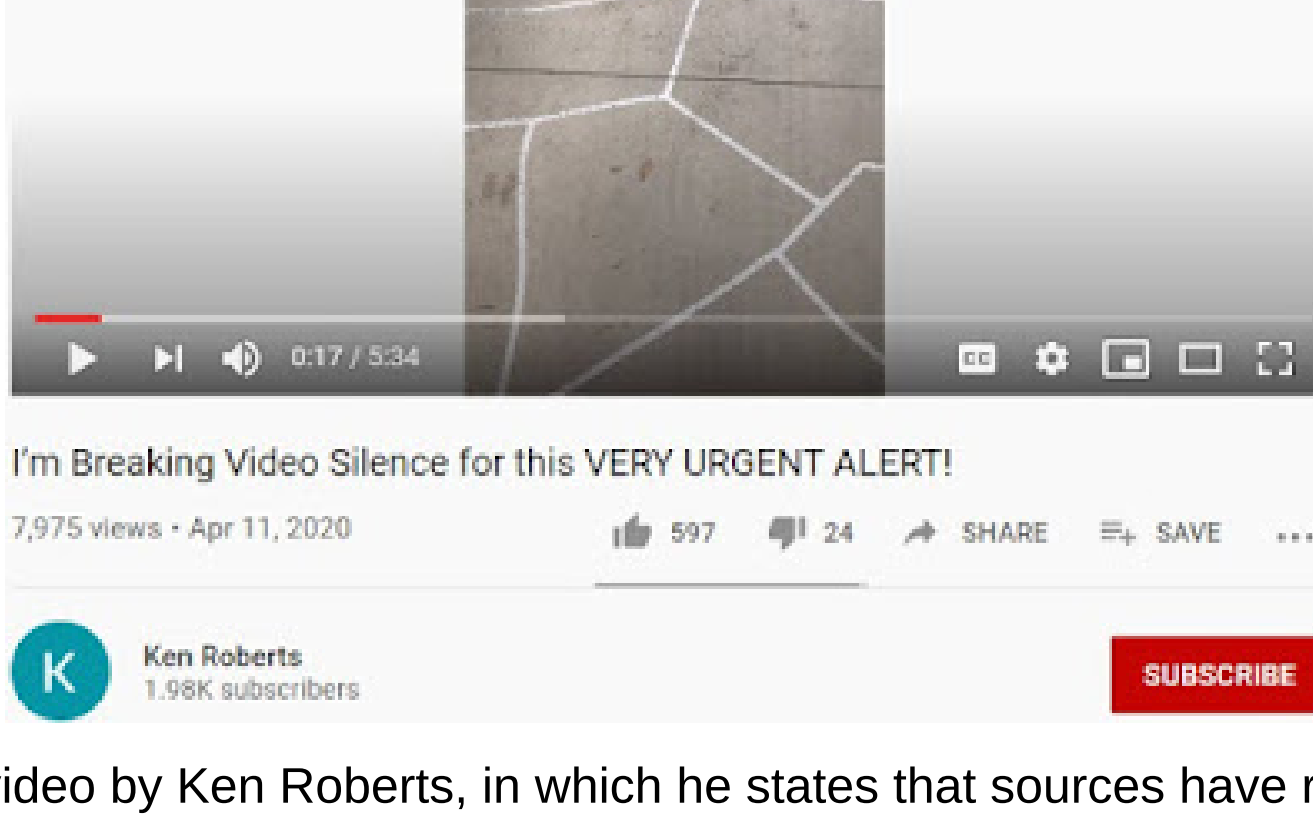 0:17 / 5:34
CC
I'm Breaking Video Silence for this VERY URGENT ALERT!
7,975 views • Apr 11, 2020 597 24 SHARE SAVE ...
K
Ken Roberts
1.98K subscribers
SUBSCRIBE
video by Ken Roberts, in which he states that sources have